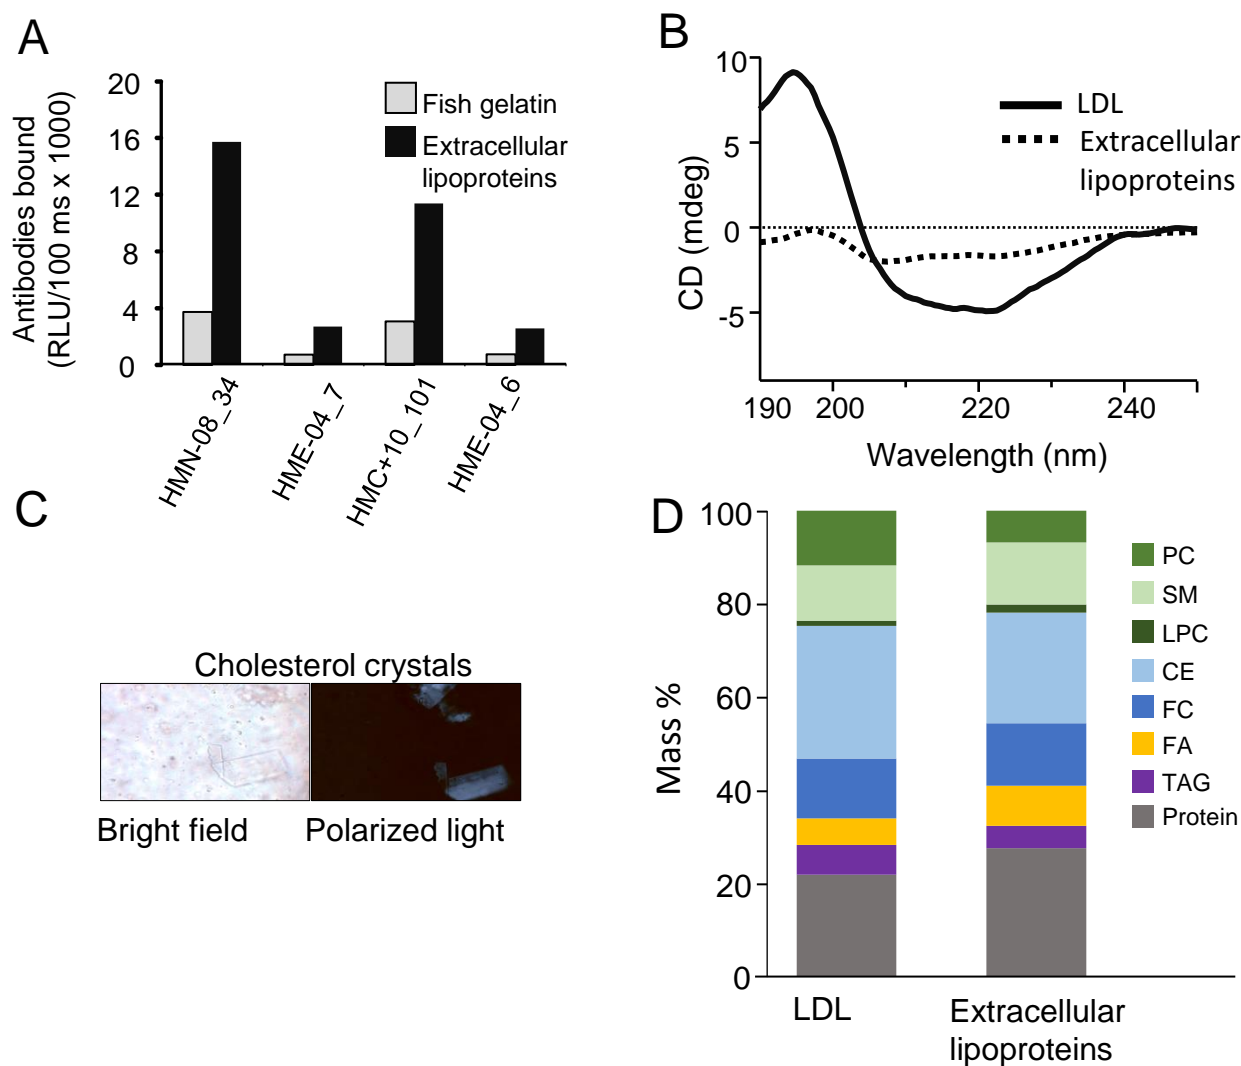 A
Antibodies bound
(RLU/100 ms x 1000)
20
16
12
8
4
0
Fish gelatin
Extracellular
lipoproteins
HMN-08_34
HME-04_7
HMC+10_101
HME-04_6
B
CD (mdeg)
10
5
0
-5
LDL
Extracellular
lipoproteins
190 200 220 240
Wavelength (nm)
C
Cholesterol crystals
Bright field Polarized light
D
Mass %
100
80
60
40
20
0
PC
SM
LPC
CE
FC
FA
TAG
Protein
LDL
Extracellular
lipoproteins